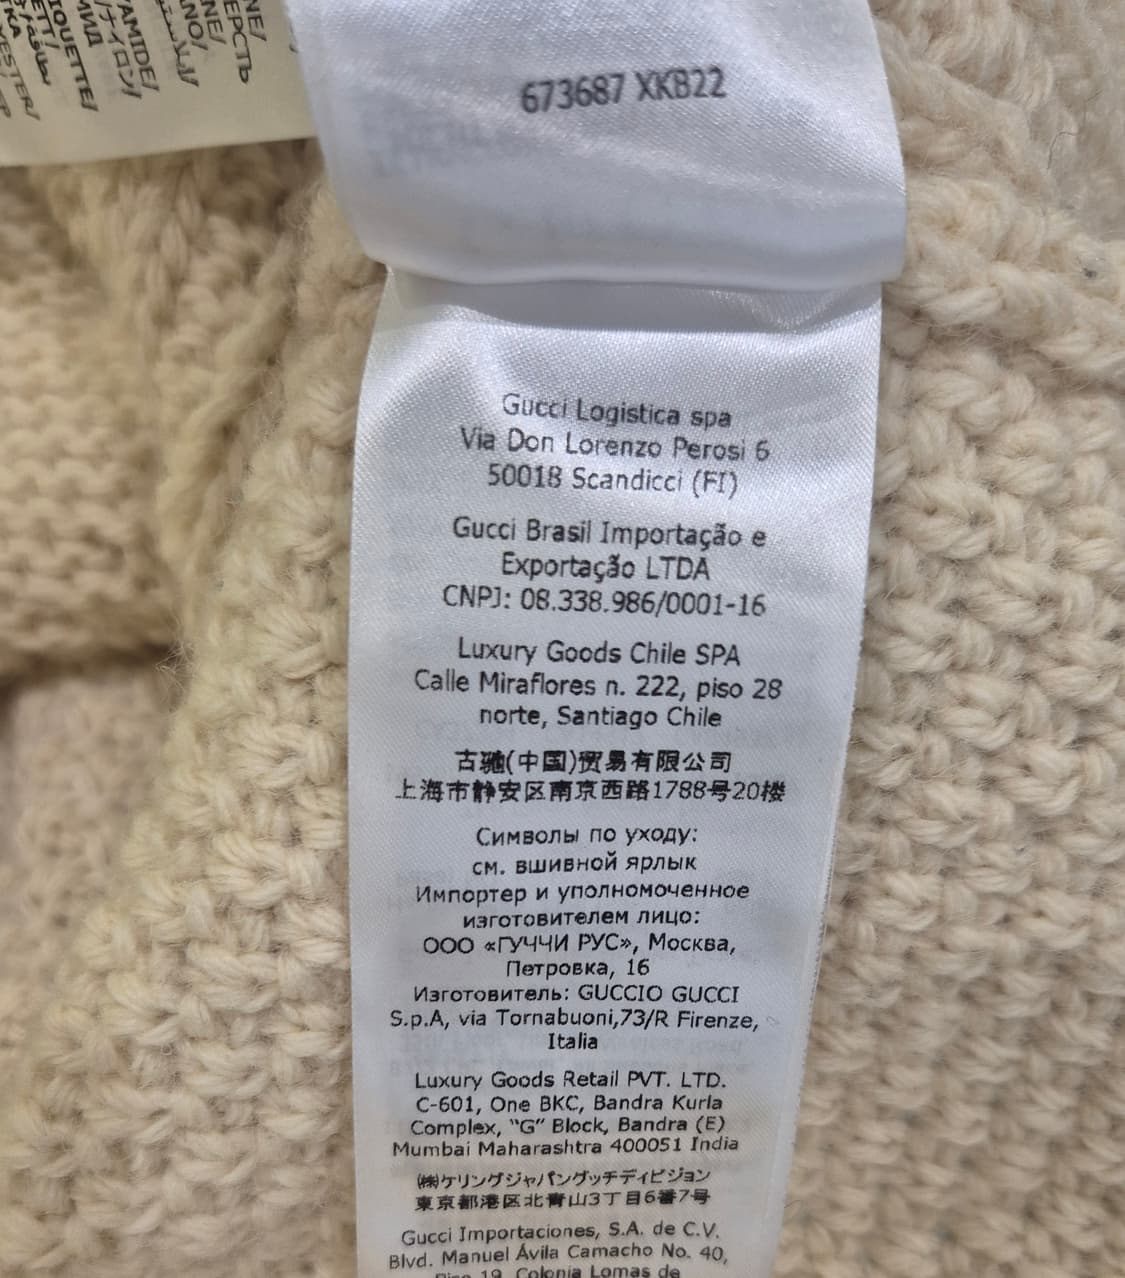 673687 XKB22
Gucci Logistica spa
Via Don Lorenzo Perosi 6
50018 Scandicci (FI)
Gucci Brasil Importação e
Exportação LTDA
CNPJ: 08.338.986/0001-16
Luxury Goods Chile SPA
Calle Miraflores n. 222, piso 28
norte, Santiago Chile
古驰(中国)贸易有限公司
上海市静安区南京西路1788号20楼
Символы по уходу:
см. вшивной ярлык
Импортер и уполномоченное
изготовителем лицо:
ООО «ГУЧЧИ РУС», Москва,
Петровка, 16
Изготовитель: GUCCIO GUCCI
S.p.A, via Tornabuoni,73/R Firenze,
Italia
Luxury Goods Retail PVT. LTD.
C-601, One BKC, Bandra Kurla
Complex, "G" Block, Bandra (E)
Mumbai Maharashtra 400051 India
㈱ケリングジャパングッチディビジョン
東京都港区北青山3丁目6番7号
Gucci Importaciones, S.A. de C.V.
Blvd. Manuel Ávila Camacho No. 40,
Piso 19, Colonia Lomas de